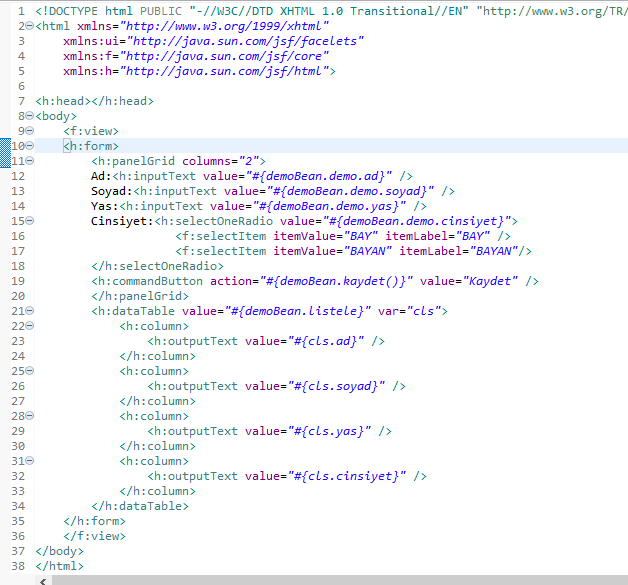 1 <!DOCTYPE html PUBLIC "-//W3C//DTD XHTML 1.0 Transitional//EN" "http://www.w3.org/TR/
2 <html xmlns="http://www.w3.org/1999/xhtml"
3 xmlns:ui="http://java.sun.com/jsf/facelets"
4 xmlns:f="http://java.sun.com/jsf/core"
5 xmlns:h="http://java.sun.com/jsf/html">
6
7 <h:head></h:head>
8 <body>
9 <f:view>
10 <h:form>
11 <h:panelGrid columns="2">
12 Ad:<h:inputText value="#{demoBean.demo.ad}" />
13 Soyad:<h:inputText value="#{demoBean.demo.soyad}" />
14 Yas:<h:inputText value="#{demoBean.demo.yas}" />
15 Cinsiyet:<h:selectOneRadio value="#{demoBean.demo.cinsiyet}">
16 <f:selectItem itemValue="BAY" itemLabel="BAY" />
17 <f:selectItem itemValue="BAYAN" itemLabel="BAYAN"/>
18 </h:selectOneRadio>
19 <h:commandButton action="#{demoBean.kaydet()}" value="Kaydet" />
20 </h:panelGrid>
21 <h:dataTable value="#{demoBean.listele}" var="cls">
22 <h:column>
23 <h:outputText value="#{cls.ad}" />
24 </h:column>
25 <h:column>
26 <h:outputText value="#{cls.soyad}" />
27 </h:column>
28 <h:column>
29 <h:outputText value="#{cls.yas}" />
30 </h:column>
31 <h:column>
32 <h:outputText value="#{cls.cinsiyet}" />
33 </h:column>
34 </h:dataTable>
35 </h:form>
36 </f:view>
37 </body>
38 </html>